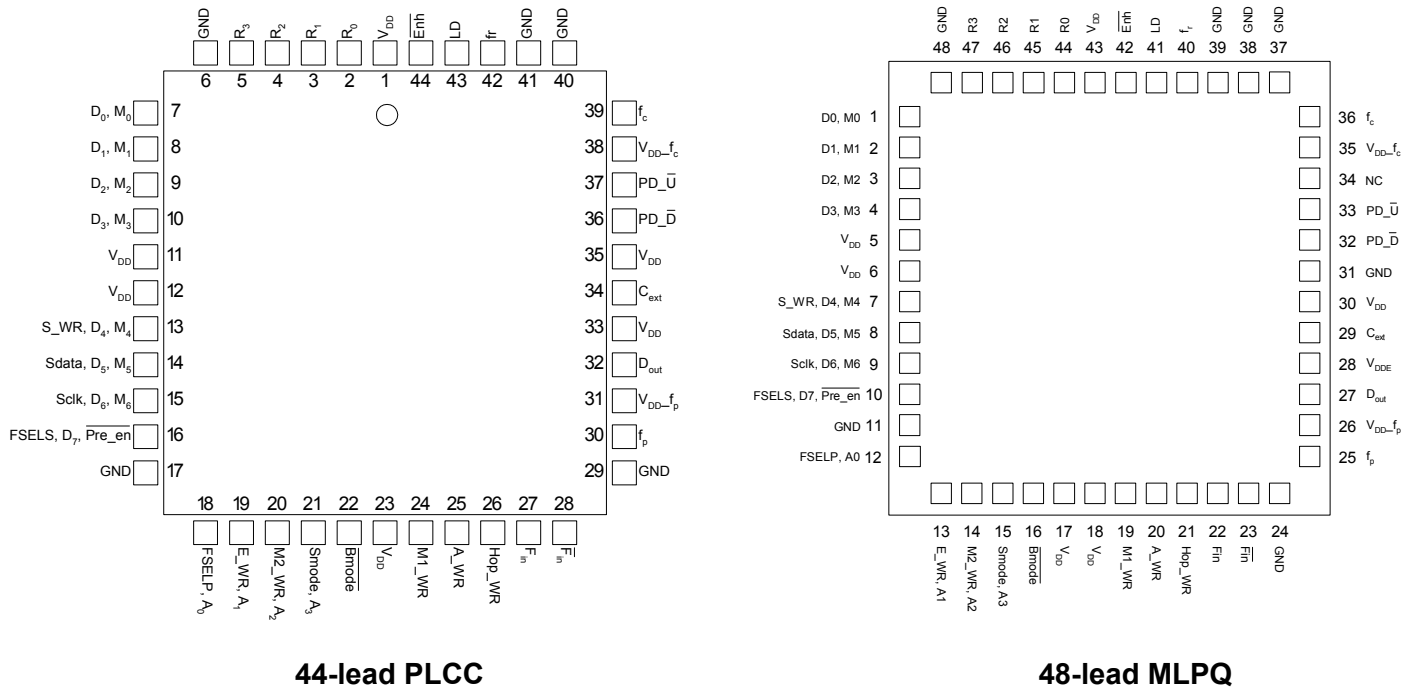 GND
R3
R2
R1
R0
VDD
E̅n̅h̅
LD
fr
GND
GND
6 5 4 3 2 1 44 43 42 41 40
D0, M0 7
D1, M1 8
D2, M2 9
D3, M3 10
VDD 11
VDD 12
S_WR, D4, M4 13
Sdata, D5, M5 14
Sclk, D6, M6 15
FSELS, D7, P̅r̅e̅_̅e̅n̅ 16
GND 17
39 fc
38 VDD_fc
37 PD_U̅
36 PD_D̅
35 VDD
34 Cext
33 VDD
32 Dout
31 VDD_fp
30 fp
29 GND
18 19 20 21 22 23 24 25 26 27 28
FSELP, A0
E_WR, A1
M2_WR, A2
Smode, A3
B̅m̅o̅d̅e̅
VDD
M1_WR
A_WR
Hop_WR
Fin
F̅in
44-lead PLCC
GND
R3
R2
R1
R0
VDD
E̅n̅h̅
LD
fr
GND
GND
GND
48 47 46 45 44 43 42 41 40 39 38 37
D0, M0 1
D1, M1 2
D2, M2 3
D3, M3 4
VDD 5
VDD 6
S_WR, D4, M4 7
Sdata, D5, M5 8
Sclk, D6, M6 9
FSELS, D7, P̅r̅e̅_̅e̅n̅ 10
GND 11
FSELP, A0 12
36 fc
35 VDD_fc
34 NC
33 PD_U̅
32 PD_D̅
31 GND
30 VDD
29 Cext
28 VDDE
27 Dout
26 VDD_fp
25 fp
13 14 15 16 17 18 19 20 21 22 23 24
E_WR, A1
M2_WR, A2
Smode, A3
B̅m̅o̅d̅e̅
VDD
VDD
M1_WR
A_WR
Hop_WR
Fin
F̅i̅n̅
GND
48-lead MLPQ